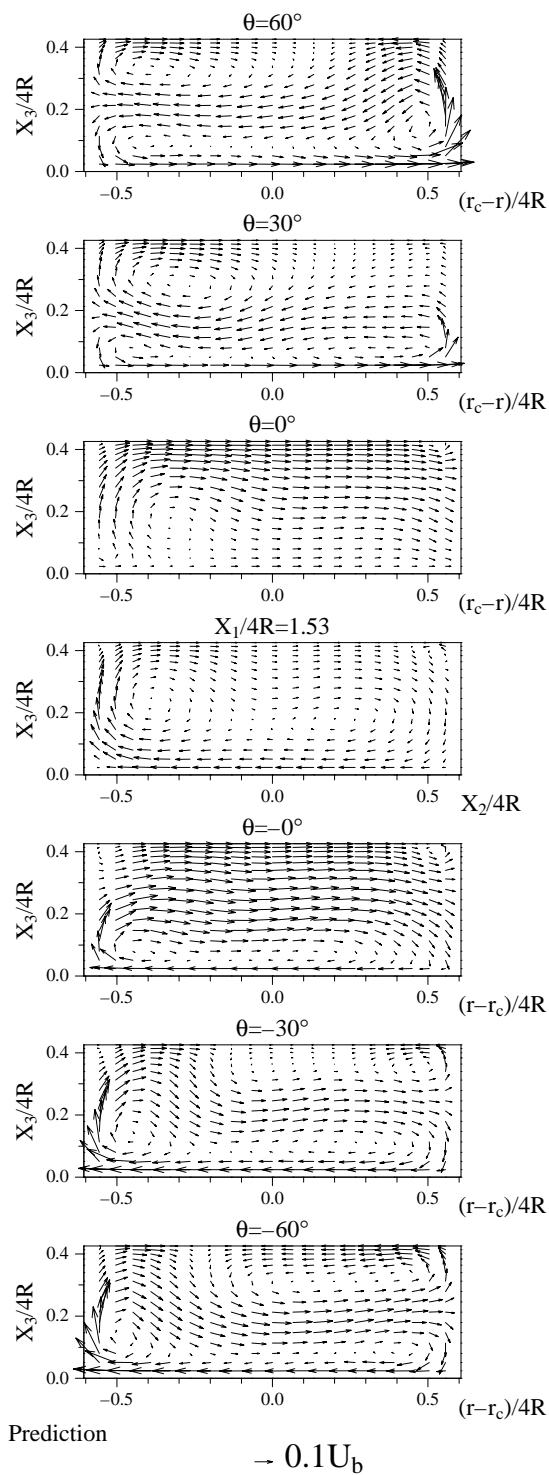 θ=60°
X3/4R
0.4
0.2
0.0
−0.5 0.0 0.5
(rc−r)/4R
θ=30°
X3/4R
0.4
0.2
0.0
−0.5 0.0 0.5
(rc−r)/4R
θ=0°
X3/4R
0.4
0.2
0.0
−0.5 0.0 0.5
(rc−r)/4R
X1/4R=1.53
X3/4R
0.4
0.2
0.0
−0.5 0.0 0.5
X2/4R
θ=−0°
X3/4R
0.4
0.2
0.0
−0.5 0.0 0.5
(r−rc)/4R
θ=−30°
X3/4R
0.4
0.2
0.0
−0.5 0.0 0.5
(r−rc)/4R
θ=−60°
X3/4R
0.4
0.2
0.0
−0.5 0.0 0.5
(r−rc)/4R
Prediction
→ 0.1Ub